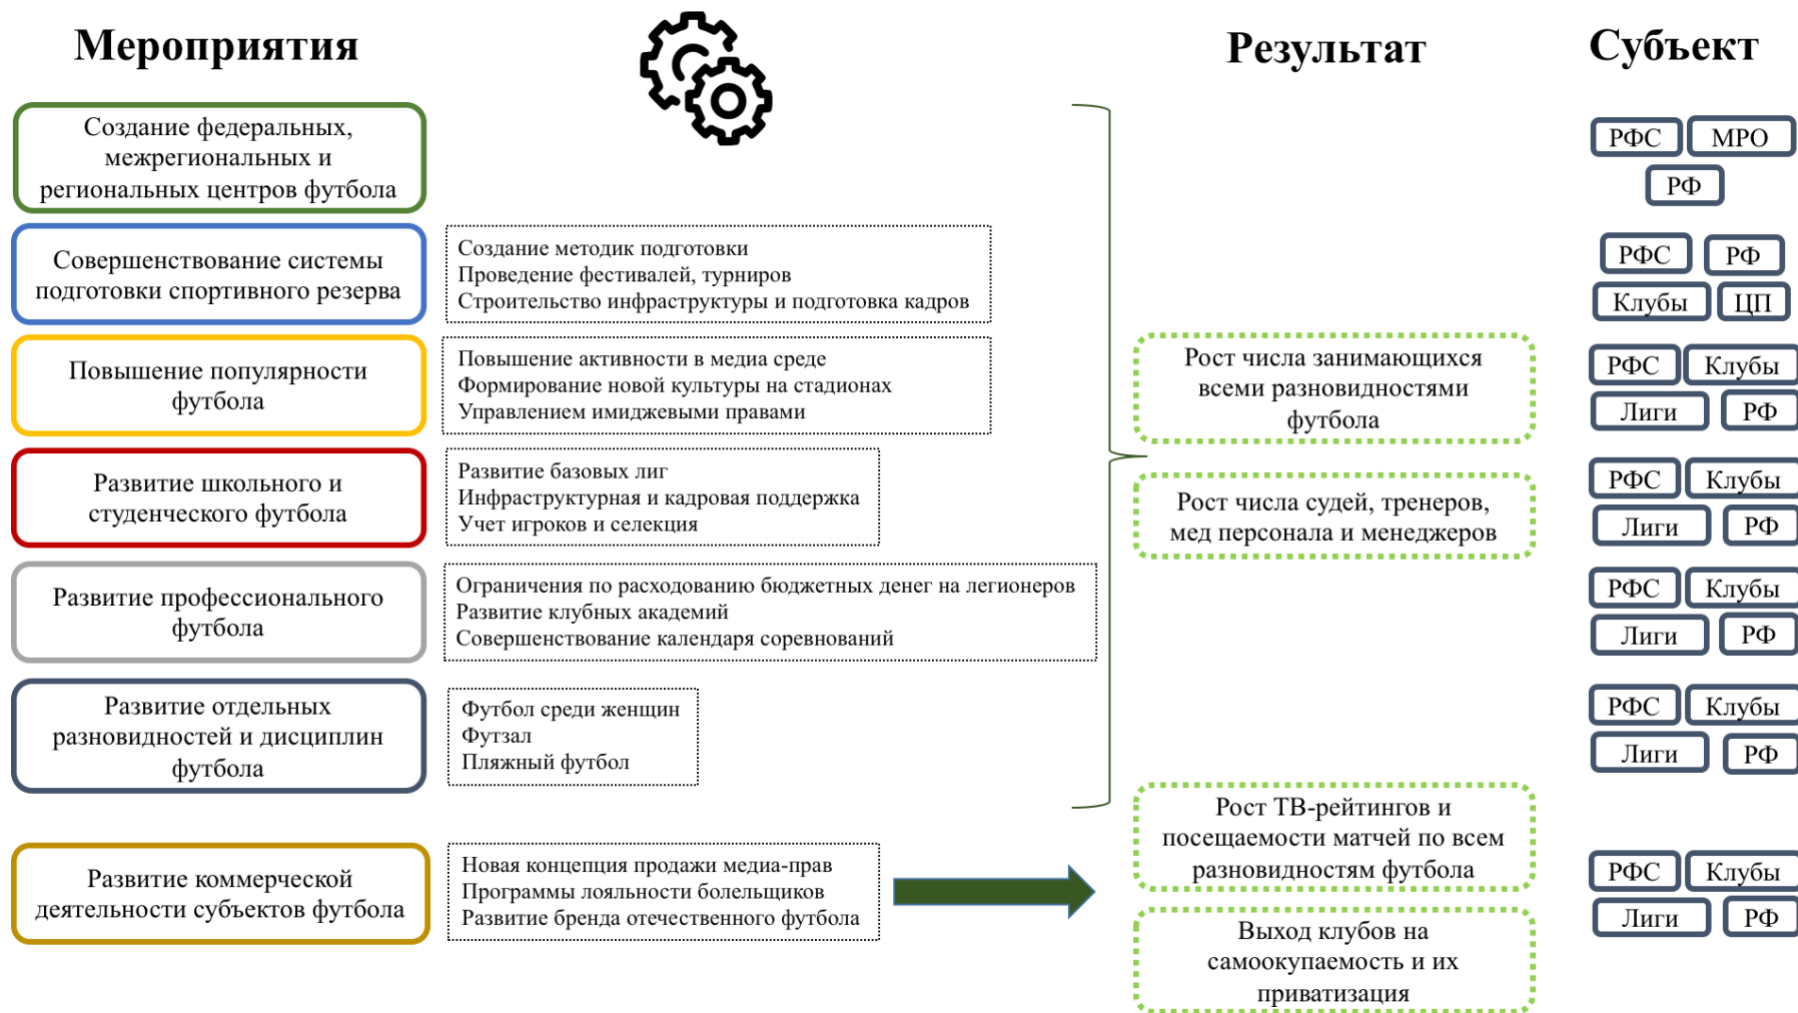 Мероприятия
Результат
Субъект
Создание федеральных,
межрегиональных и
региональных центров футбола
РФС
МРО
РФ
Совершенствование системы
подготовки спортивного резерва
Создание методик подготовки
Проведение фестивалей, турниров
Строительство инфраструктуры и подготовка кадров
РФС
РФ
Клубы
ЦП
Повышение популярности
футбола
Повышение активности в медиа среде
Формирование новой культуры на стадионах
Управлением имиджевыми правами
Рост числа занимающихся
всеми разновидностями
футбола
РФС
Клубы
Лиги
РФ
Развитие школьного и
студенческого футбола
Развитие базовых лиг
Инфраструктурная и кадровая поддержка
Учет игроков и селекция
Рост числа судей, тренеров,
мед персонала и менеджеров
РФС
Клубы
Лиги
РФ
Развитие профессионального
футбола
Ограничения по расходованию бюджетных денег на легионеров
Развитие клубных академий
Совершенствование календаря соревнований
РФС
Клубы
Лиги
РФ
Развитие отдельных
разновидностей и дисциплин
футбола
Футбол среди женщин
Футзал
Пляжный футбол
РФС
Клубы
Лиги
РФ
Рост ТВ-рейтингов и
посещаемости матчей по всем
разновидностям футбола
Развитие коммерческой
деятельности субъектов футбола
Новая концепция продажи медиа-прав
Программы лояльности болельщиков
Развитие бренда отечественного футбола
Выход клубов на
самоокупаемость и их
приватизация
РФС
Клубы
Лиги
РФ